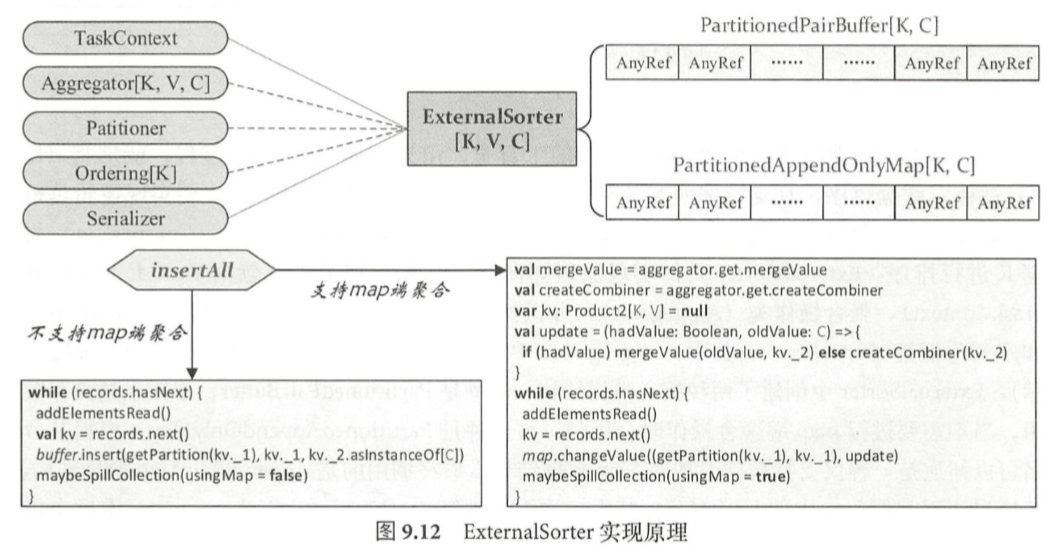 TaskContext
Aggregator[K, V, C]
Patitioner
Ordering[K]
Serializer
ExternalSorter
[K, V, C]
PartitionedPairBuffer[K, C]
AnyRef AnyRef …… …… AnyRef AnyRef
PartitionedAppendOnlyMap[K, C]
AnyRef AnyRef …… …… AnyRef AnyRef
insertAll
支持map端聚合
不支持map端聚合
while (records.hasNext) {
addElementsRead()
val kv = records.next()
buffer.insert(getPartition(kv._1), kv._1, kv._2.asInstanceOf[C])
maybeSpillCollection(usingMap = false)
}
val mergeValue = aggregator.get.mergeValue
val createCombiner = aggregator.get.createCombiner
var kv: Product2[K, V] = null
val update = (hadValue: Boolean, oldValue: C) => {
if (hadValue) mergeValue(oldValue, kv._2) else createCombiner(kv._2)
}
while (records.hasNext) {
addElementsRead()
kv = records.next()
map.changeValue((getPartition(kv._1), kv._1), update)
maybeSpillCollection(usingMap = true)
}
图 9.12 ExternalSorter 实现原理